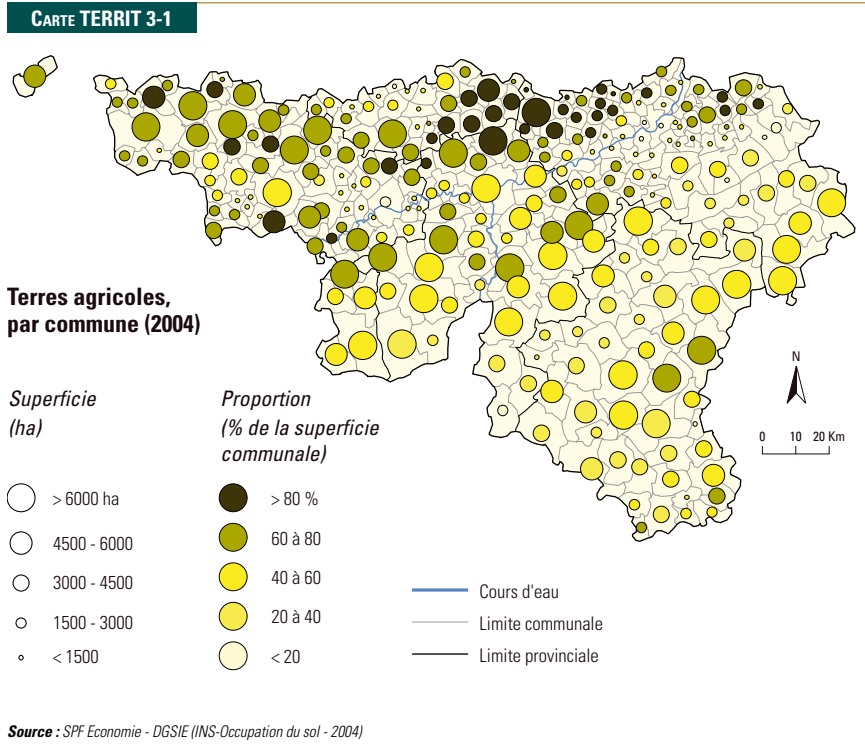 CARTE TERRIT 3-1
Terres agricoles,
par commune (2004)
Superficie
(ha)
> 6000 ha
4500 - 6000
3000 - 4500
1500 - 3000
< 1500
Proportion
(% de la superficie
communale)
> 80 %
60 à 80
40 à 60
20 à 40
< 20
Cours d'eau
Limite communale
Limite provinciale
N
0 10 20 Km
Source : SPF Economie - DGSIE (INS-Occupation du sol - 2004)